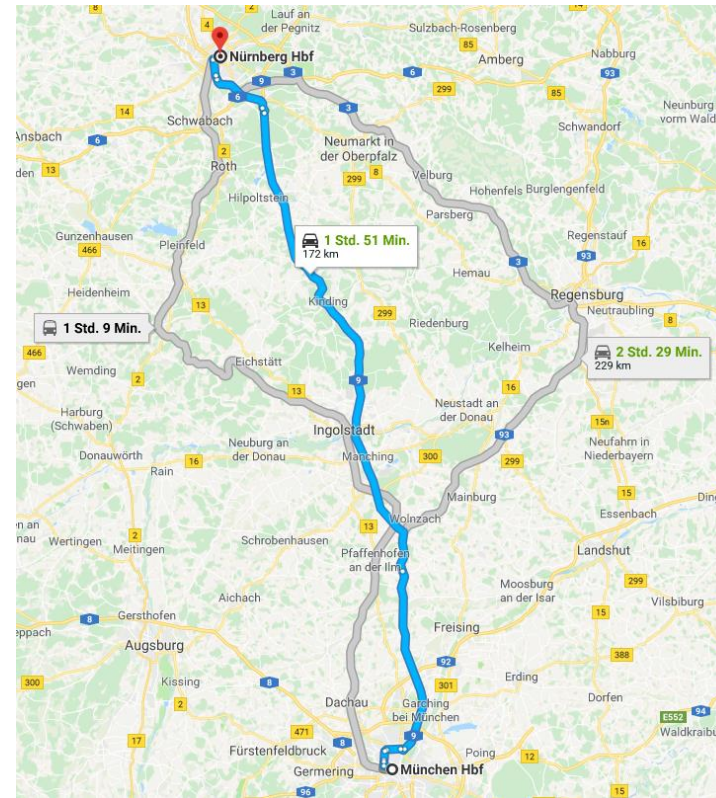 8
9
Lauf an
der Pegnitz
Sulzbach-Rosenberg
4
14
Nürnberg Hbf
85
Amberg
Nabburg
9
3
6
93
6
299
85
Neunburg
vorm Wald
14
3
Schwabach
Schwandorf
Ansbach
6
Neumarkt in
der Oberpfalz
2
13
Roth
299
8
Velburg
Hilpoltstein
Hohenfels
Burglengenfeld
Parsberg
Gunzenhausen
1 Std. 51 Min.
172 km
Regenstauf
16
466
Pleinfeld
93
3
Hemau
Heidenheim
13
Kinding
Regensburg
299
Neutraubling
1 Std. 9 Min.
Riedenburg
8
466
Kelheim
2 Std. 29 Min.
229 km
Wemding
2
Eichstätt
9
16
Harburg
(Schwaben)
13
Neustadt an
der Donau
15n
Ingolstadt
93
Neufahrn in
Niederbayern
Donauwörth
16
Neuburg an
der Donau
Manching
300
299
Rain
15
Mainburg
Essenbach
2
13
Wolnzach
Wertingen
Meitingen
Schrobenhausen
Landshut
Pfaffenhofen
an der Ilm
299
Aichach
Moosburg
an der Isar
Vilsbiburg
8
Gersthofen
15
Freising
Augsburg
388
92
300
Kissing
8
301
Erding
2
Dachau
Garching
bei München
Dorfen
E552
94
471
9
Waldkraibu
17
8
Fürstenfeldbruck
Poing
12
Germering
München Hbf
96
15